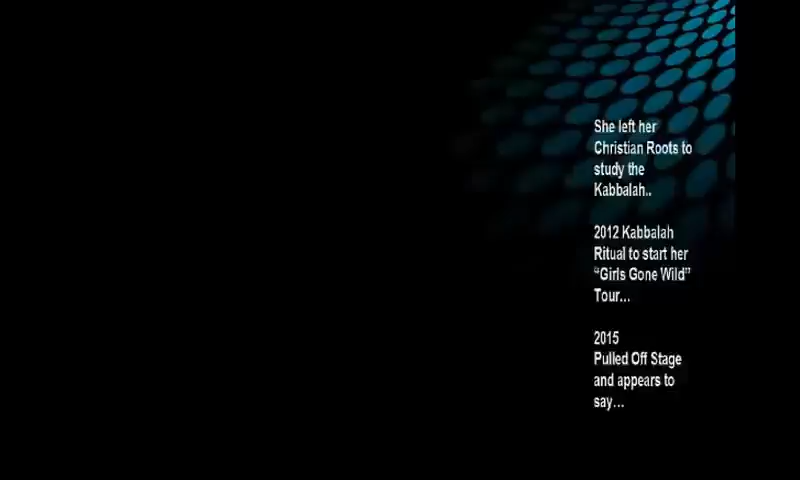 She left her
Christian Roots to
study the
Kabbalah..
2012 Kabbalah
Ritual to start her
“Girls Gone Wild”
Tour...
2015
Pulled Off Stage
and appears to
say...